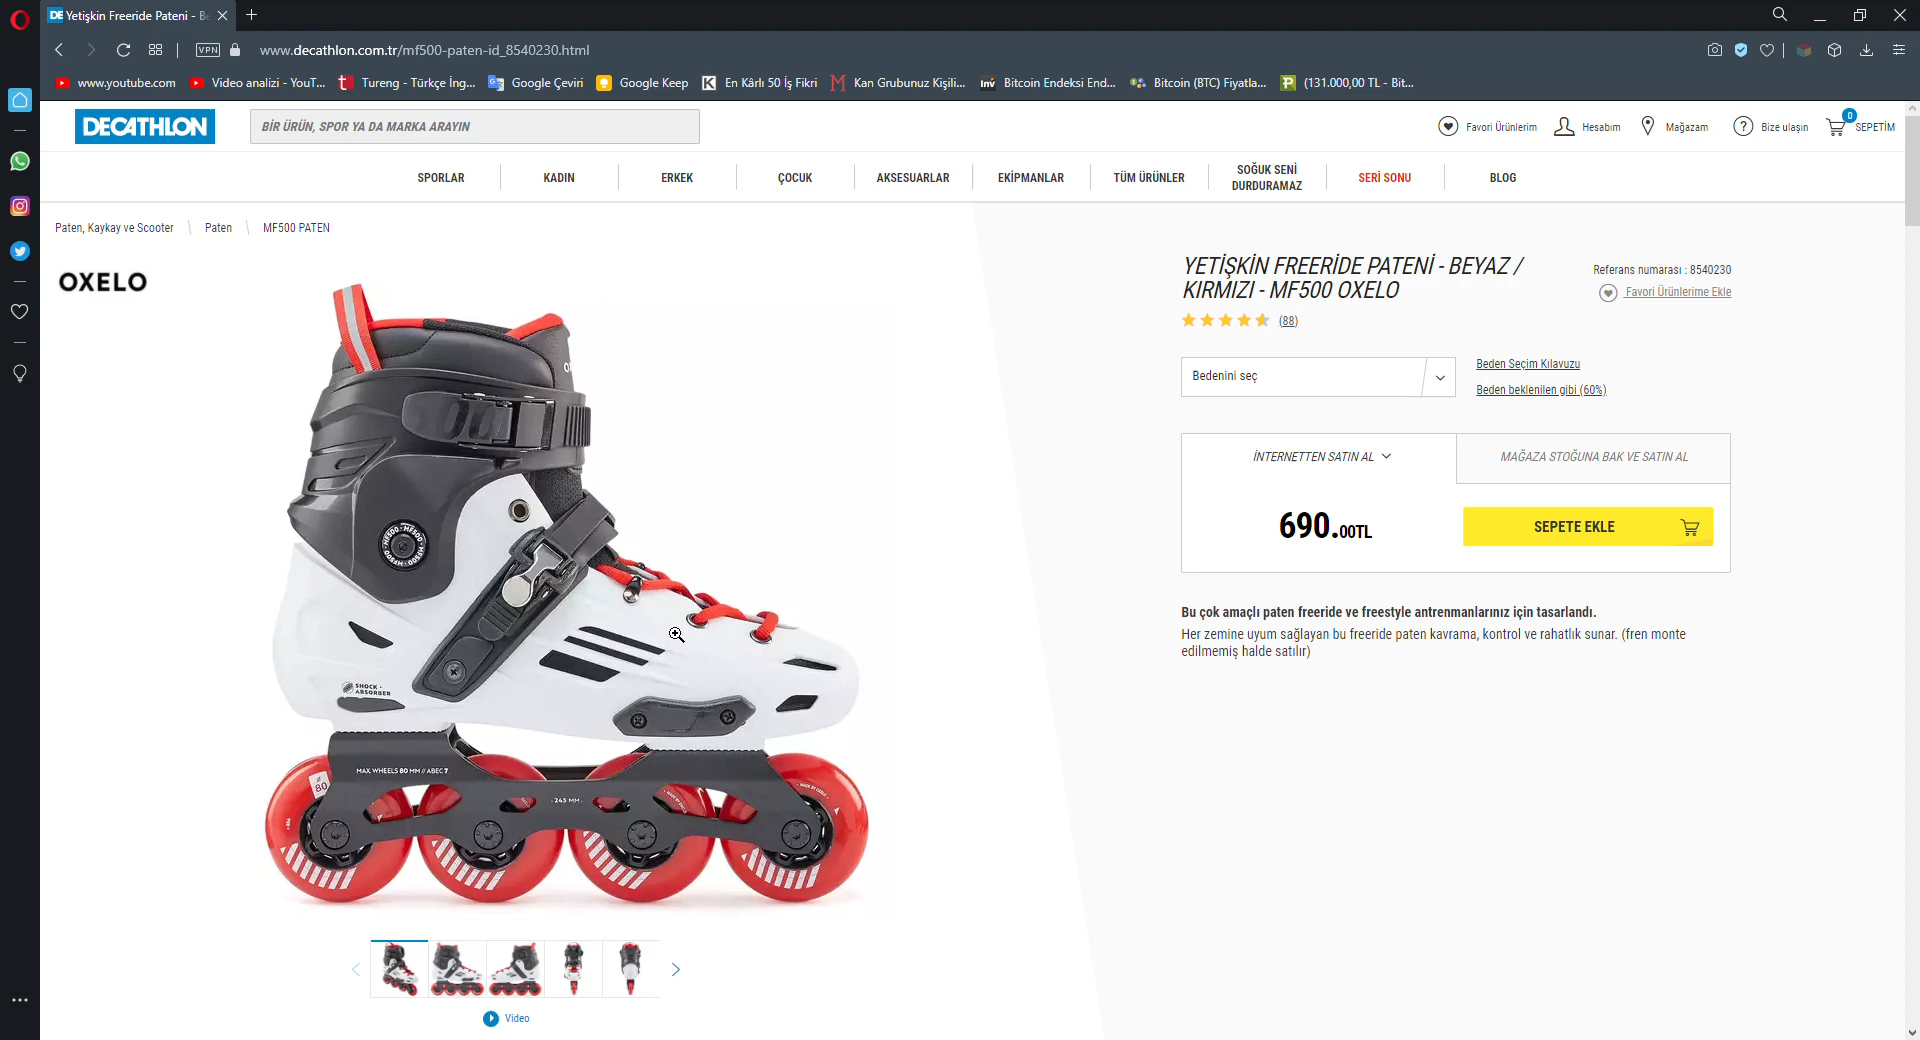 Yetişkin Freeride Pateni - B
VPN
www.decathlon.com.tr/mf500-paten-id_8540230.html
www.youtube.com
Video analizi - YouT...
Tureng - Türkçe İng...
Google Çeviri
Google Keep
En Kârlı 50 İş Fikri
Kan Grubunuz Kişili...
Bitcoin Endeksi End...
Bitcoin (BTC) Fiyatla...
(131.000,00 TL - Bit...
DECATHLON
BİR ÜRÜN, SPOR YA DA MARKA ARAYIN
Favori Ürünlerim
Hesabım
Mağazam
Bize ulaşın
0
SEPETİM
SPORLAR
KADIN
ERKEK
ÇOCUK
AKSESUARLAR
EKİPMANLAR
TÜM ÜRÜNLER
SOĞUK SENİ
DURDURAMAZ
SERİ SONU
BLOG
Paten, Kaykay ve Scooter
Paten
MF500 PATEN
OXELO
YETİŞKİN FREERİDE PATENİ - BEYAZ /
KIRMIZI - MF500 OXELO
(88)
Referans numarası : 8540230
Favori Ürünlerime Ekle
Bedenini seç
Beden Seçim Kılavuzu
Beden beklenilen gibi (60%)
İNTERNETTEN SATIN AL
MAĞAZA STOĞUNA BAK VE SATIN AL
690.00TL
SEPETE EKLE
Bu çok amaçlı paten freeride ve freestyle antrenmanlarınız için tasarlandı.
Her zemine uyum sağlayan bu freeride paten kavrama, kontrol ve rahatlık sunar. (fren monte
edilmemiş halde satılır)
MF500 · MF500 · MF500
SHOCK -
ABSORBER
MAX WHEELS 80 MM // ABEC 7
80
- 243 MM -
Video